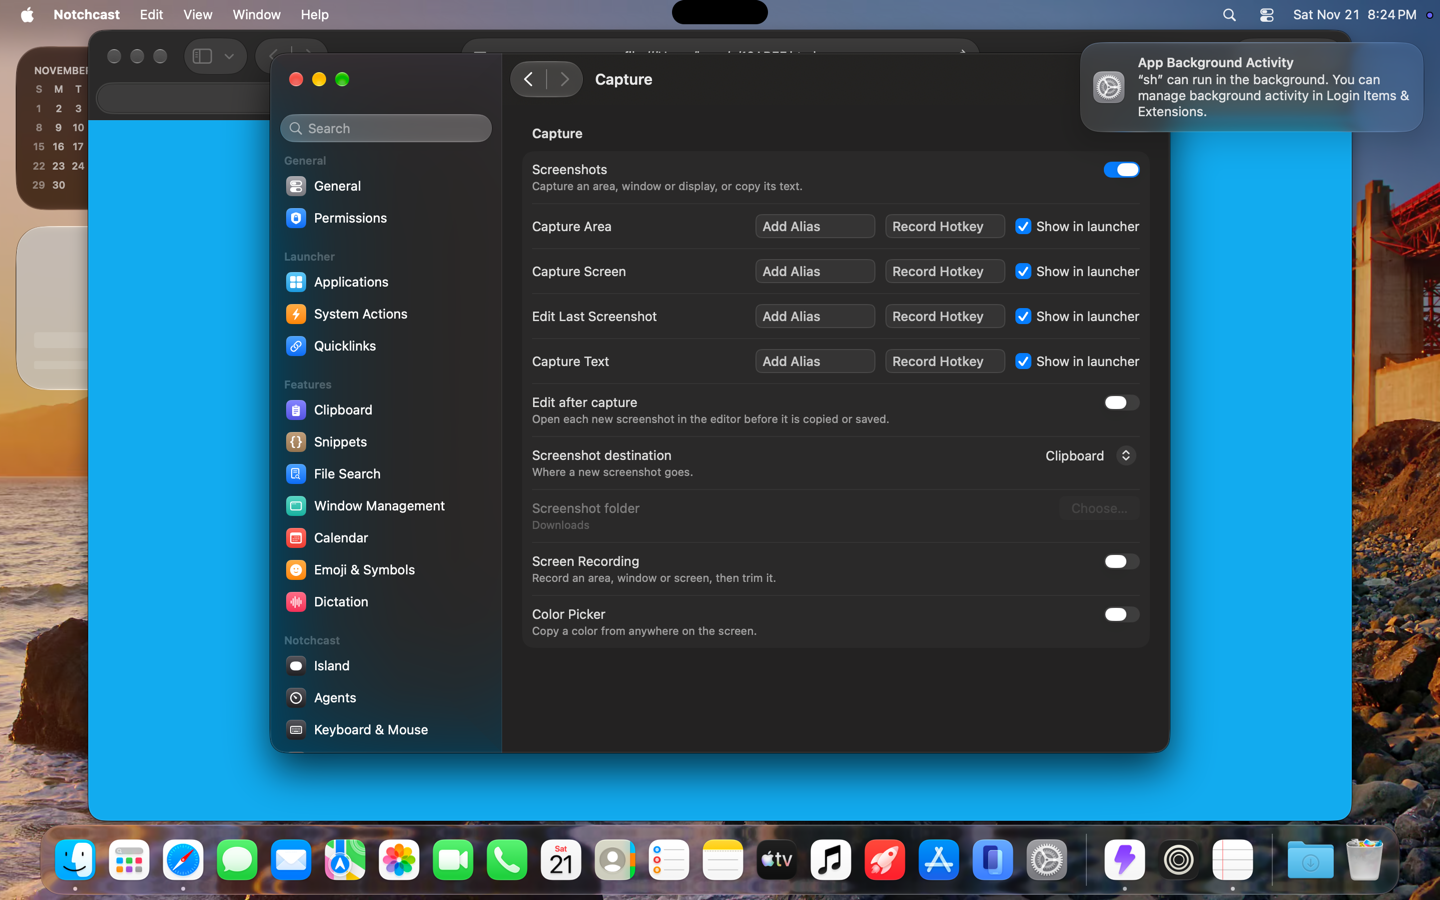 Notchcast Edit View Window Help
Sat Nov 21 8:24 PM
NOVEMBER
S M T
1 2 3
8 9 10
15 16 17
22 23 24
29 30
App Background Activity
“sh” can run in the background. You can
manage background activity in Login Items &
Extensions.
Search
General
General
Permissions
Launcher
Applications
System Actions
Quicklinks
Features
Clipboard
Snippets
File Search
Window Management
Calendar
Emoji & Symbols
Dictation
Notchcast
Island
Agents
Keyboard & Mouse
Capture
Capture
Screenshots
Capture an area, window or display, or copy its text.
Capture Area Add Alias Record Hotkey Show in launcher
Capture Screen Add Alias Record Hotkey Show in launcher
Edit Last Screenshot Add Alias Record Hotkey Show in launcher
Capture Text Add Alias Record Hotkey Show in launcher
Edit after capture
Open each new screenshot in the editor before it is copied or saved.
Screenshot destination Clipboard
Where a new screenshot goes.
Screenshot folder Choose...
Downloads
Screen Recording
Record an area, window or screen, then trim it.
Color Picker
Copy a color from anywhere on the screen.
Sat
21
tv